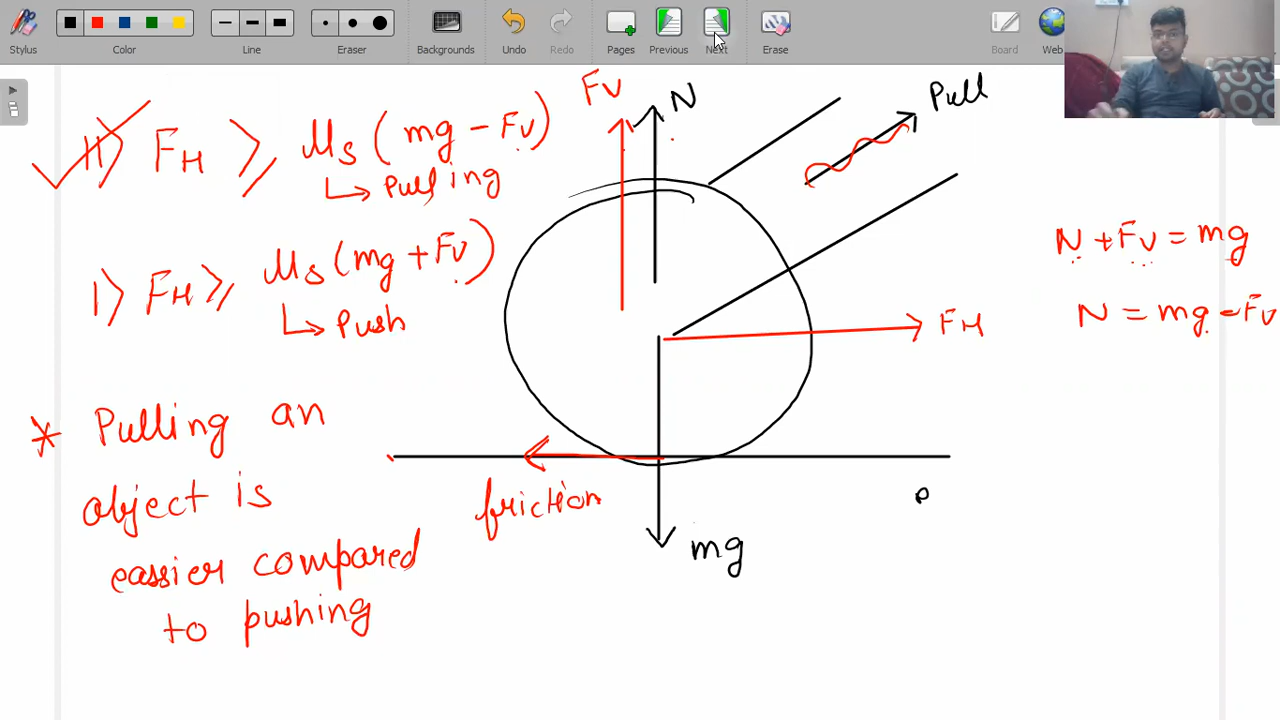 Stylus
Color
Line
Eraser
Backgrounds
Undo
Redo
Pages
Previous
Next
Erase
Board
Web
II) FH ≥ μs (mg - Fv)
↳ Pulling
I) FH ≥ μs (mg + Fv)
↳ Push
* Pulling an
object is
eassier compared
to pushing
Fv
N
Pull
FH
friction
mg
N + Fv = mg
N = mg - Fv